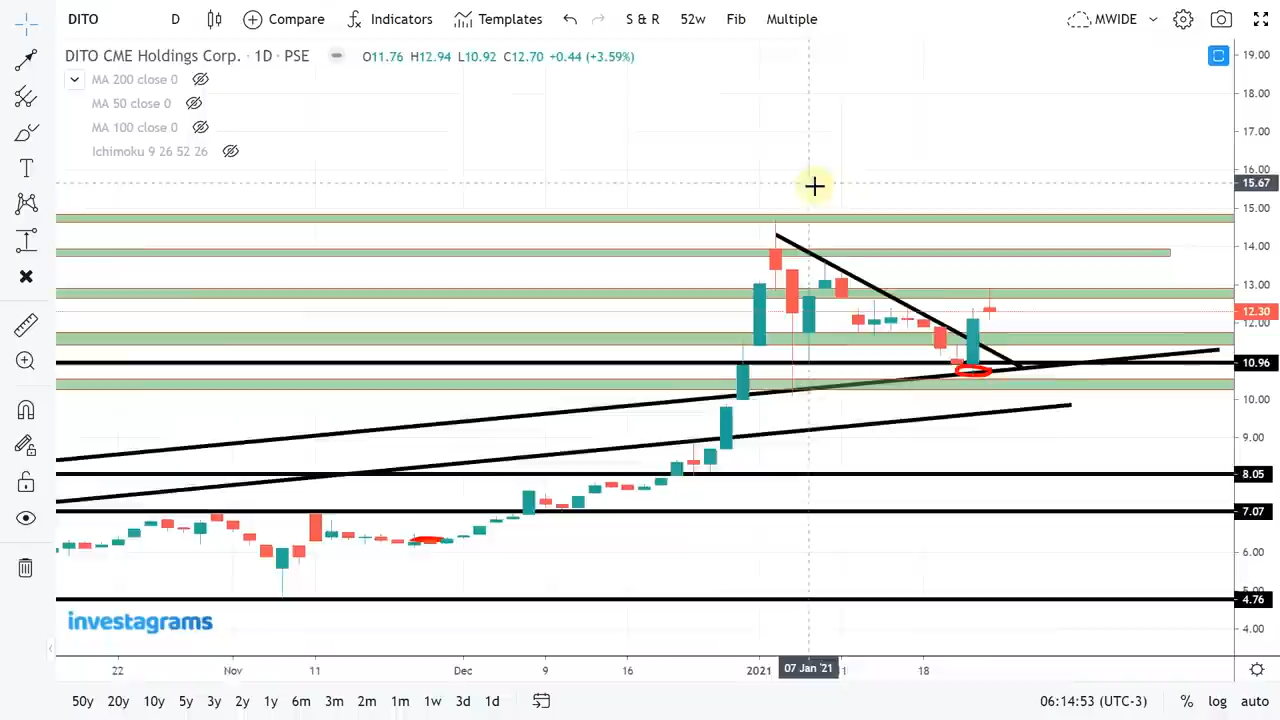 DITO D Compare Indicators Templates S & R 52w Fib Multiple MWIDE
DITO CME Holdings Corp. · 1D · PSE O11.76 H12.94 L10.92 C12.70 +0.44 (+3.59%)
MA 200 close 0
MA 50 close 0
MA 100 close 0
Ichimoku 9 26 52 26
19.00
18.00
17.00
16.00
15.67
15.00
14.00
13.00
12.30
12.00
10.96
10.00
9.00
8.05
7.07
6.00
5.00
4.76
4.00
investagrams
22 Nov 11 Dec 9 16 2021 07 Jan '21 18
50y 20y 10y 5y 3y 2y 1y 6m 3m 2m 1m 1w 3d 1d 06:14:53 (UTC-3) % log auto